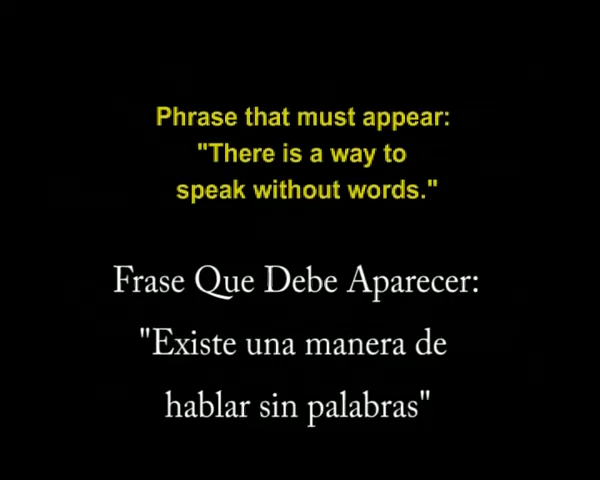 Phrase that must appear:
"There is a way to
speak without words."
Frase Que Debe Aparecer:
"Existe una manera de
hablar sin palabras"